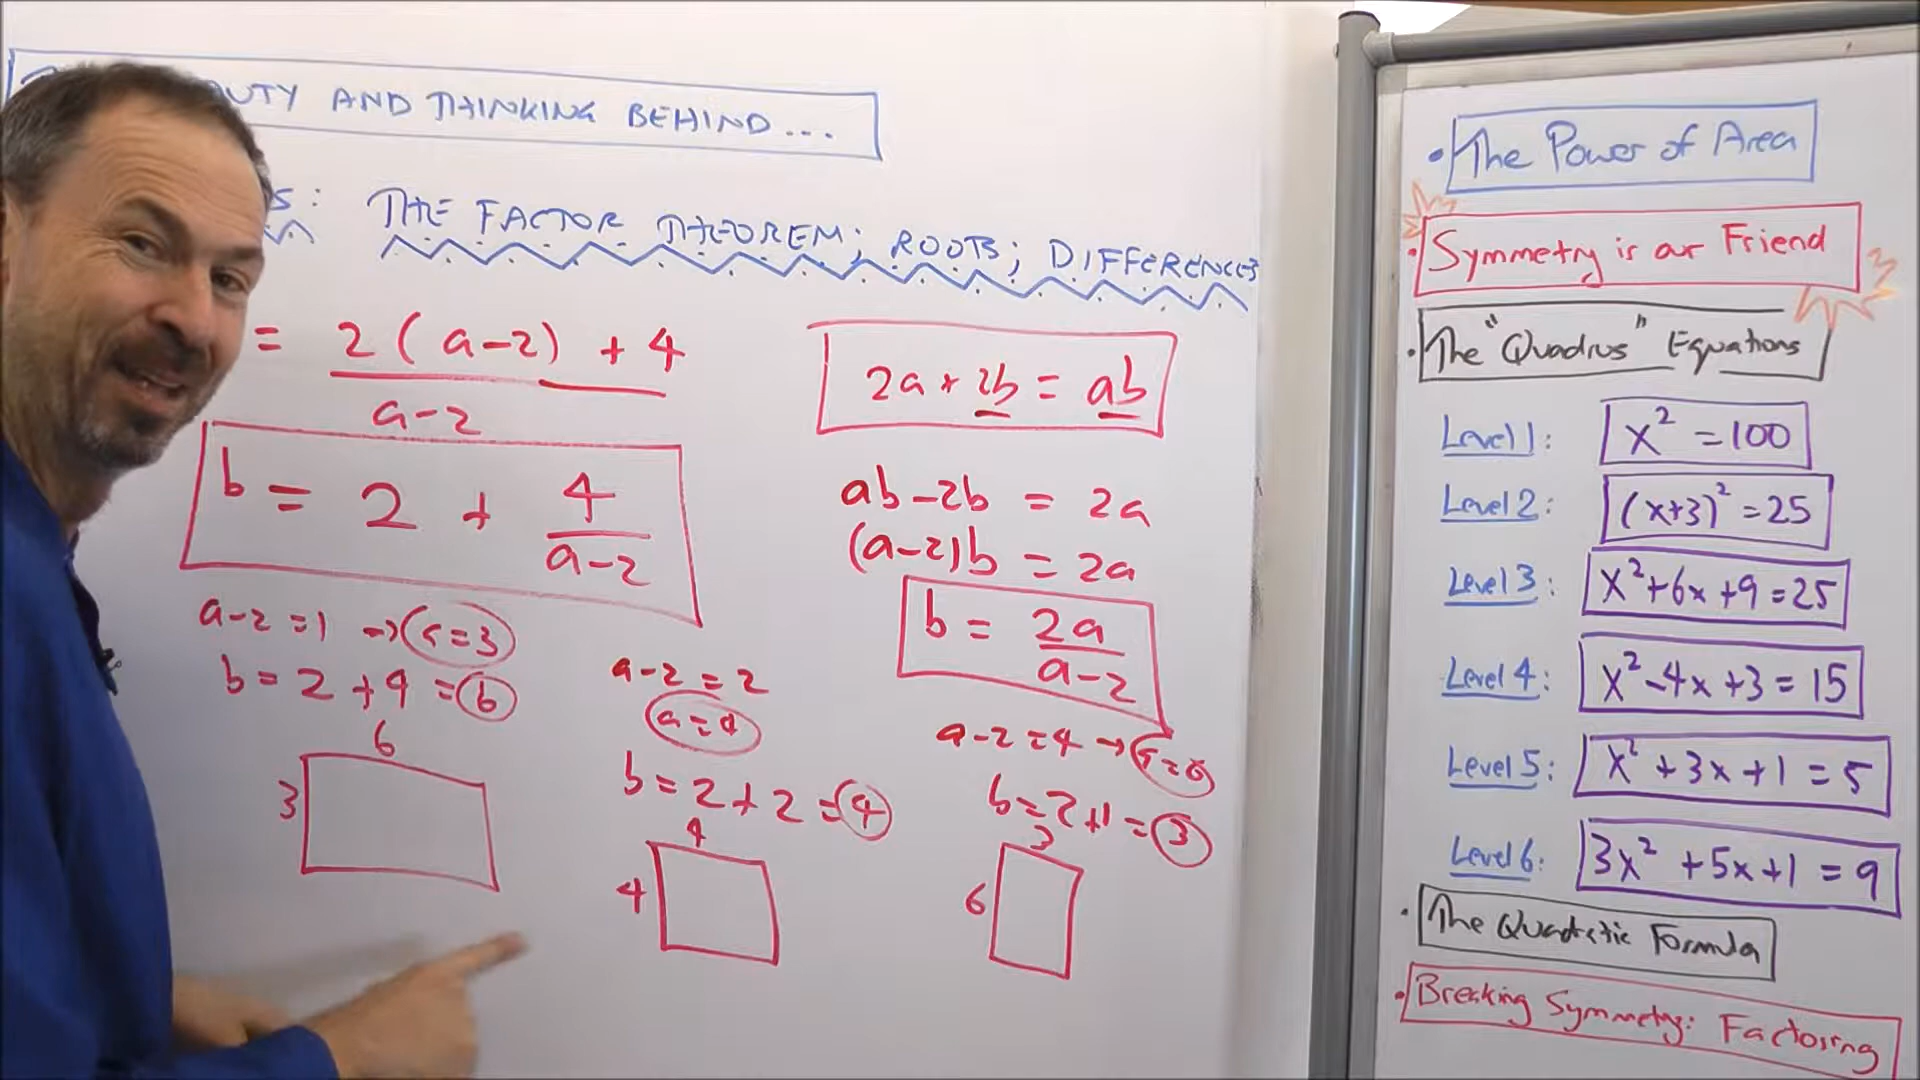 AND THINKING BEHIND...
THE FACTOR THEOREM; ROOTS; DIFFERENCES
= 2(a-2) + 4
a-2
b = 2 + 4
a-2
a-2=1 → a=3
b = 2+4 = 6
6
3
2a + 2b = ab
ab-2b = 2a
(a-2)b = 2a
b = 2a
a-2
a-2=2
a=4
b = 2+2 = 4
4
4
a-2=4 → a=6
b=2+1=3
3
6
• The Power of Area
• Symmetry is our Friend
• The "Quadrus" Equations
Level 1: x² = 100
Level 2: (x+3)² = 25
Level 3: x²+6x+9=25
Level 4: x²-4x+3=15
Level 5: x²+3x+1=5
Level 6: 3x²+5x+1=9
• The Quadratic Formula
• Breaking Symmetry: Factoring